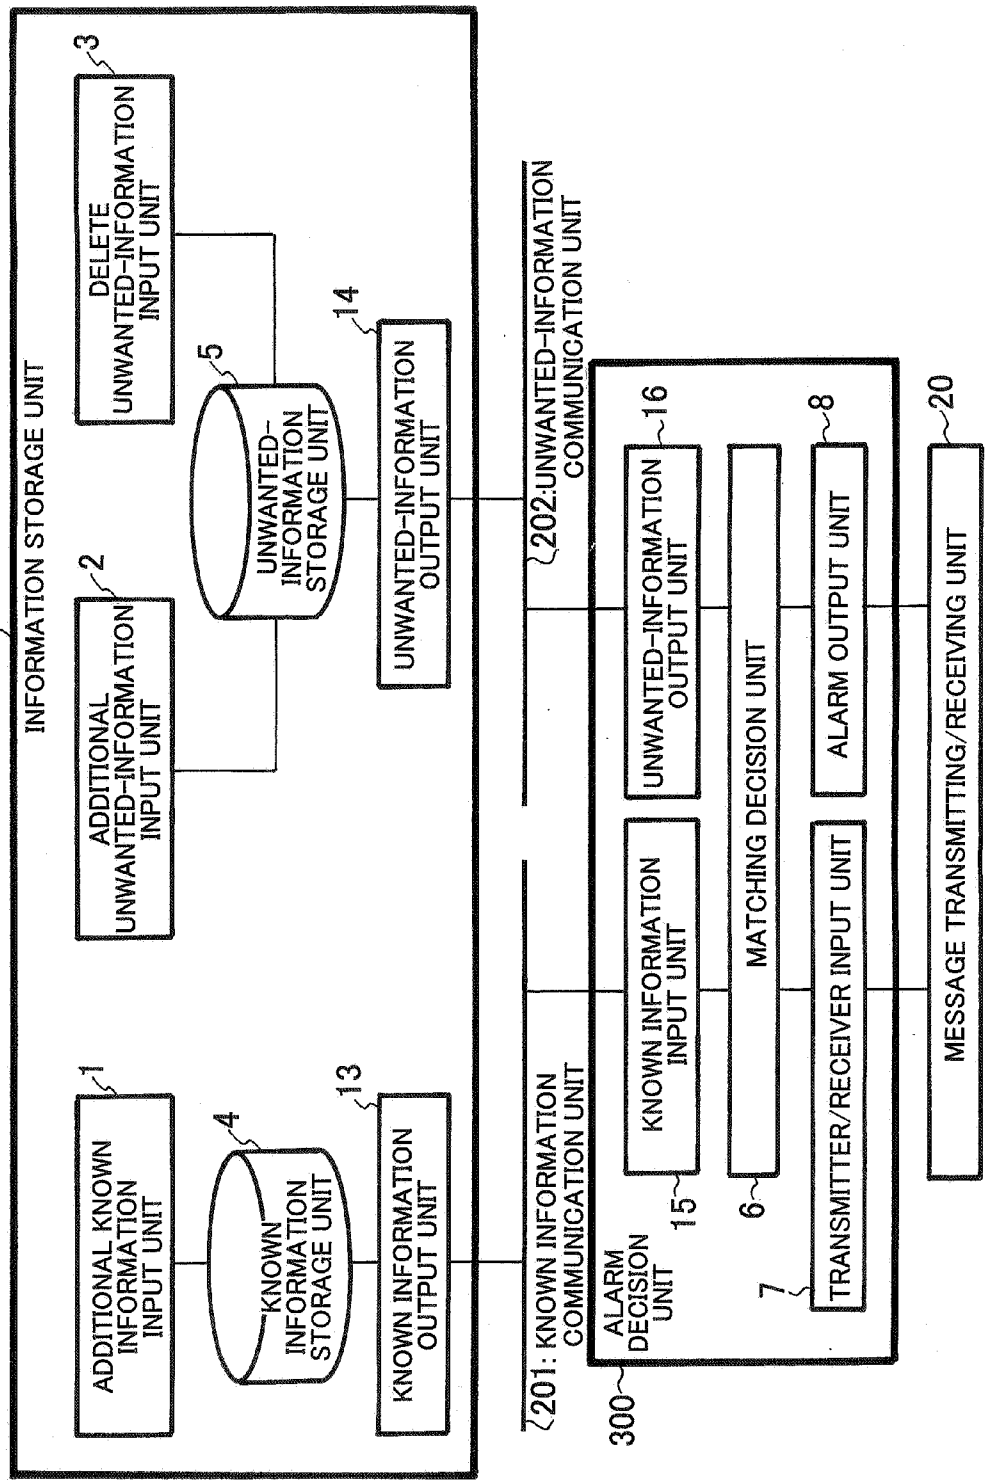 INFORMATION STORAGE UNIT
1
ADDITIONAL KNOWN
INFORMATION
INPUT UNIT
2
ADDITIONAL
UNWANTED-INFORMATION
INPUT UNIT
3
DELETE
UNWANTED-INFORMATION
INPUT UNIT
4
KNOWN
INFORMATION
STORAGE UNIT
5
UNWANTED-
INFORMATION
STORAGE UNIT
13
KNOWN INFORMATION
OUTPUT UNIT
14
UNWANTED-INFORMATION
OUTPUT UNIT
201: KNOWN INFORMATION
COMMUNICATION UNIT
202:UNWANTED-INFORMATION
COMMUNICATION UNIT
300
ALARM
DECISION
UNIT
15
KNOWN INFORMATION
INPUT UNIT
16
UNWANTED-INFORMATION
OUTPUT UNIT
6
MATCHING DECISION UNIT
7
TRANSMITTER/RECEIVER INPUT UNIT
8
ALARM OUTPUT UNIT
20
MESSAGE TRANSMITTING/RECEIVING UNIT